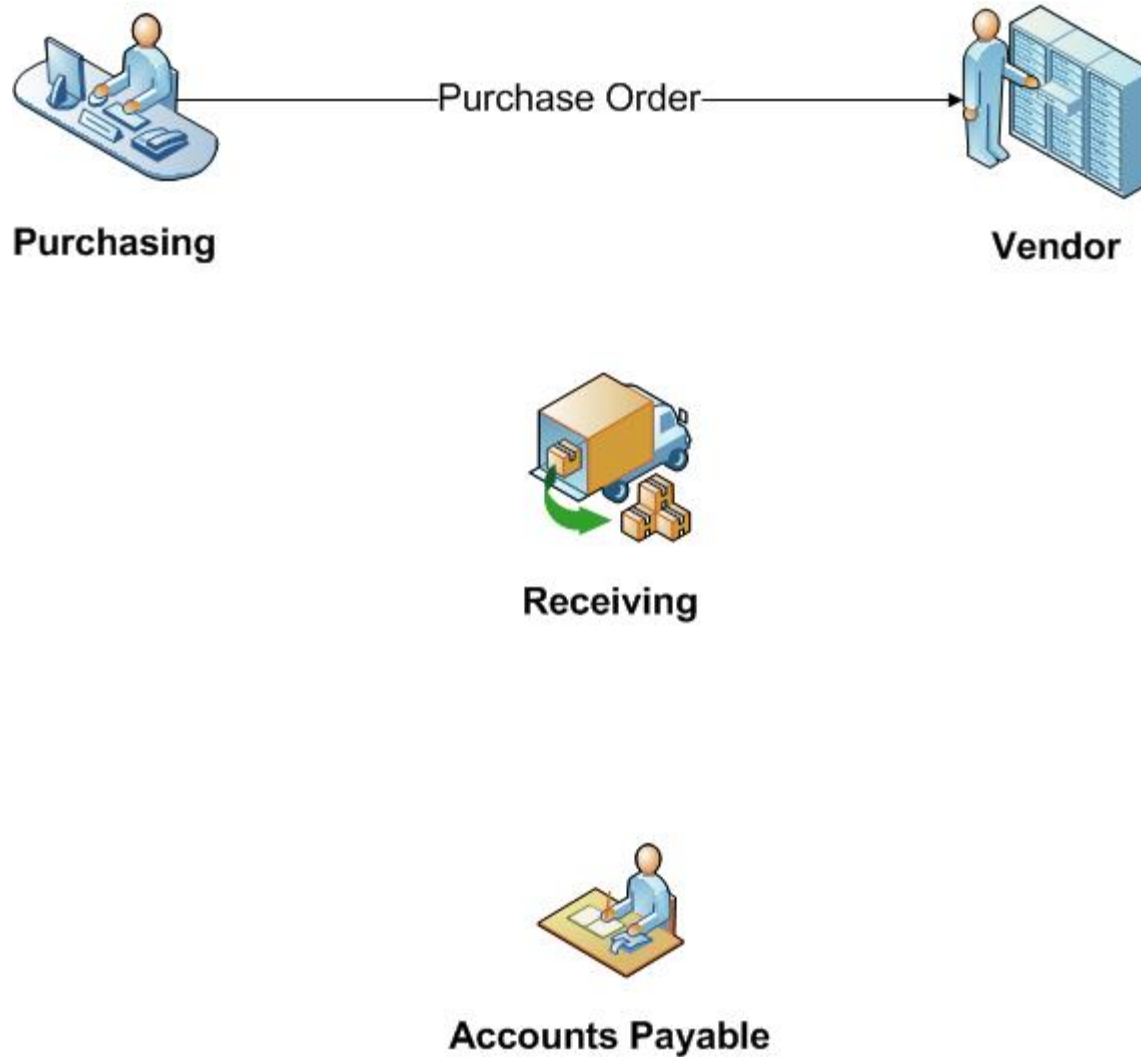 Purchase Order
Purchasing
Vendor
Receiving
Accounts Payable